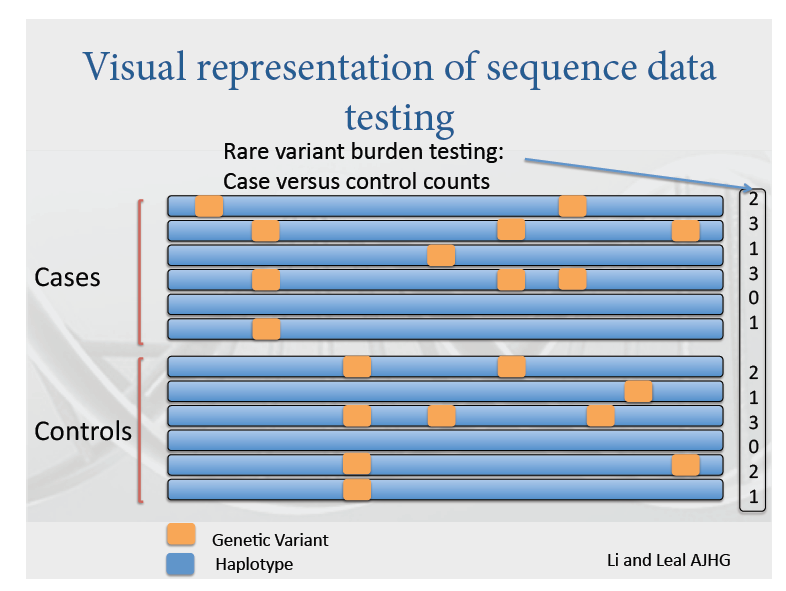 Visual representation of sequence data
testing
Rare variant burden testing:
Case versus control counts
2
3
1
3
0
1
Cases
2
1
3
0
2
1
Controls
Genetic Variant
Haplotype
Li and Leal AJHG